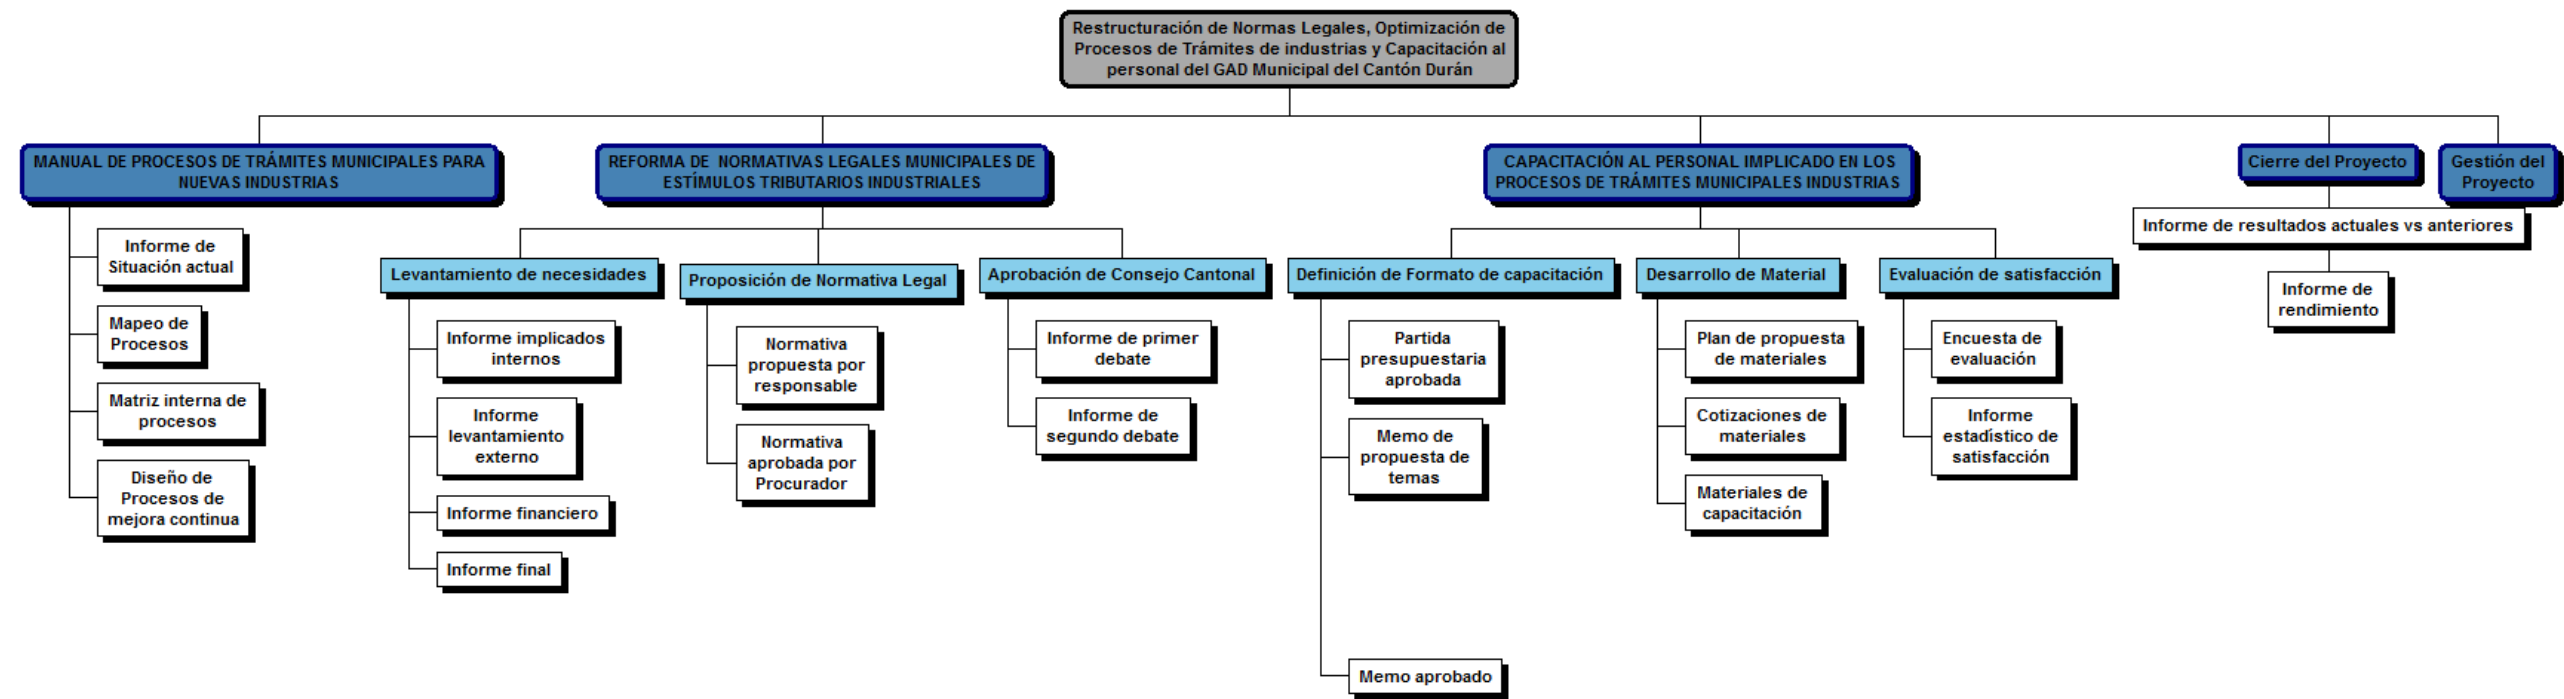 Restructuración de Normas Legales, Optimización de
Procesos de Trámites de industrias y Capacitación al
personal del GAD Municipal del Cantón Durán
MANUAL DE PROCESOS DE TRÁMITES MUNICIPALES PARA
NUEVAS INDUSTRIAS
Informe de
Situación actual
Mapeo de
Procesos
Matriz interna de
procesos
Diseño de
Procesos de
mejora continua
REFORMA DE NORMATIVAS LEGALES MUNICIPALES DE
ESTÍMULOS TRIBUTARIOS INDUSTRIALES
Levantamiento de necesidades
Informe implicados
internos
Informe
levantamiento
externo
Informe financiero
Informe final
Proposición de Normativa Legal
Normativa
propuesta por
responsable
Normativa
aprobada por
Procurador
Aprobación de Consejo Cantonal
Informe de primer
debate
Informe de
segundo debate
CAPACITACIÓN AL PERSONAL IMPLICADO EN LOS
PROCESOS DE TRÁMITES MUNICIPALES INDUSTRIAS
Definición de Formato de capacitación
Partida
presupuestaria
aprobada
Memo de
propuesta de
temas
Memo aprobado
Desarrollo de Material
Plan de propuesta
de materiales
Cotizaciones de
materiales
Materiales de
capacitación
Evaluación de satisfacción
Encuesta de
evaluación
Informe
estadístico de
satisfacción
Cierre del Proyecto
Informe de resultados actuales vs anteriores
Informe de
rendimiento
Gestión del
Proyecto